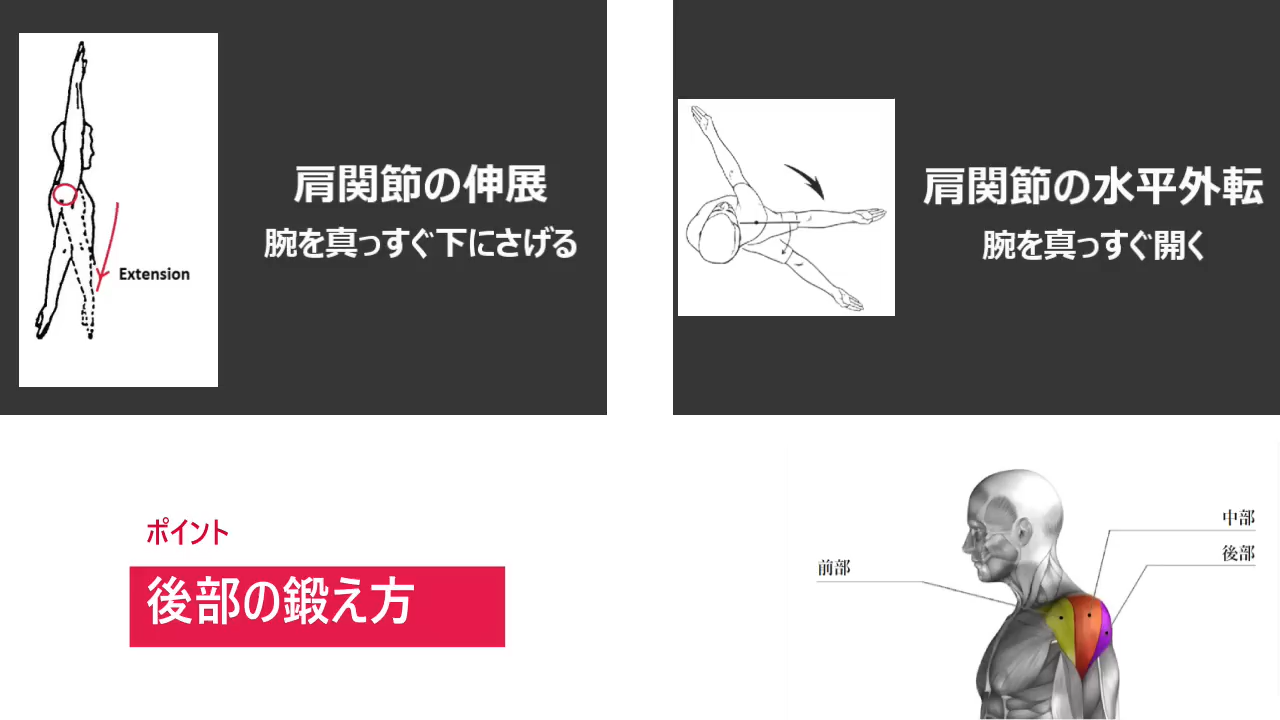 肩関節の伸展
腕を真っすぐ下にさげる
Extension
肩関節の水平外転
腕を真っすぐ開く
ポイント
後部の鍛え方
前部
中部
後部